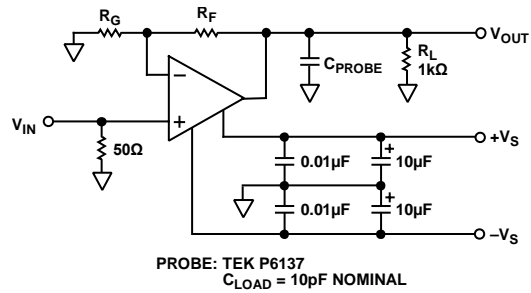 R_G
R_F
V_OUT
C_PROBE
R_L
1kΩ
−
+
V_IN
50Ω
+V_S
0.01µF
+
10µF
0.01µF
+
10µF
−V_S
PROBE: TEK P6137
C_LOAD = 10pF NOMINAL